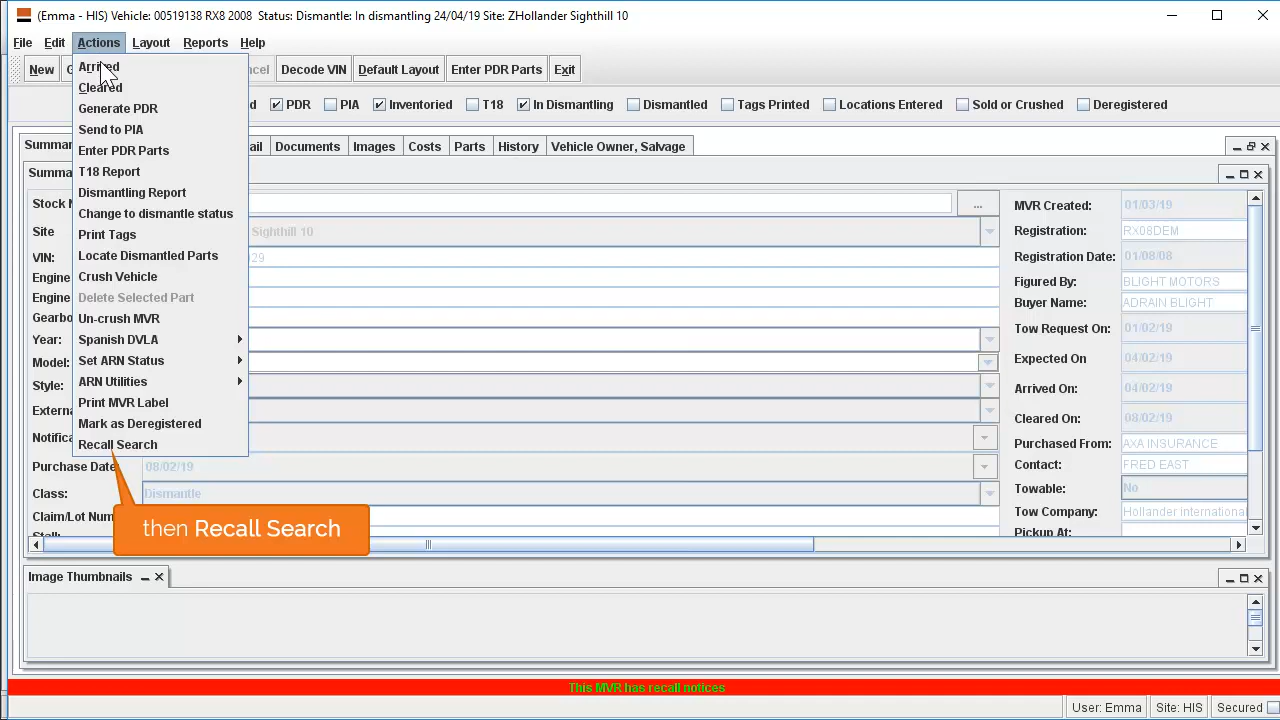 (Emma - HIS) Vehicle: 00519138 RX8 2008 Status: Dismantle: In dismantling 24/04/19 Site: ZHollander Sighthill 10
File Edit Actions Layout Reports Help
New Decode VIN Default Layout Enter PDR Parts Exit
PDR PIA Inventoried T18 In Dismantling Dismantled Tags Printed Locations Entered Sold or Crushed Deregistered
Arrived
Cleared
Generate PDR
Send to PIA
Enter PDR Parts
T18 Report
Dismantling Report
Change to dismantle status
Print Tags
Locate Dismantled Parts
Crush Vehicle
Delete Selected Part
Un-crush MVR
Spanish DVLA
Set ARN Status
ARN Utilities
Print MVR Label
Mark as Deregistered
Recall Search
Documents Images Costs Parts History Vehicle Owner, Salvage
...
Site Sighthill 10
VIN:
Engine
Engine
Year:
Model:
Style:
Purchase Date: 08/02/19
Class: Dismantle
Claim/Lot Num
then Recall Search
MVR Created: 01/03/19
Registration: RX08DEM
Registration Date: 01/08/08
Figured By: BLIGHT MOTORS
Buyer Name: ADRAIN BLIGHT
Tow Request On: 01/02/19
Expected On 04/02/19
Arrived On: 04/02/19
Cleared On: 08/02/19
Purchased From: AXA INSURANCE
Contact: FRED EAST
Towable: No
Tow Company: Hollander international
Pickup At:
Image Thumbnails
This MVR has recall notices
User: Emma Site: HIS Secured